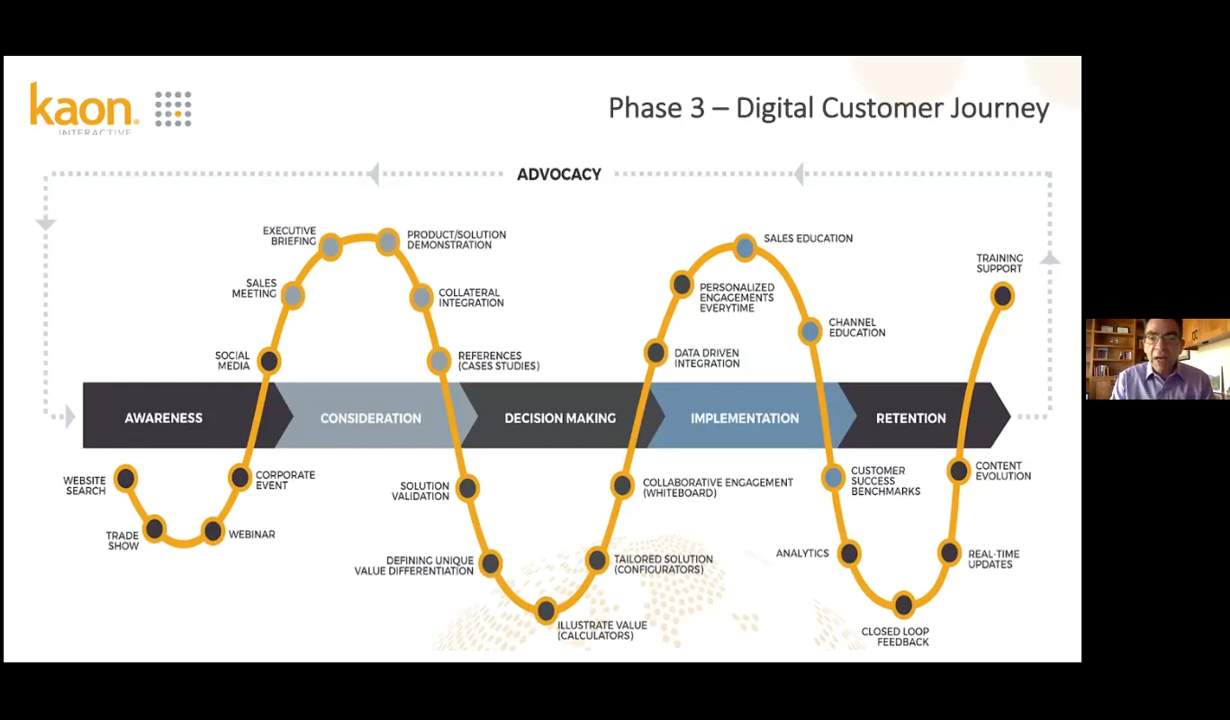 kaon.
INTERACTIVE
Phase 3 – Digital Customer Journey
ADVOCACY
EXECUTIVE
BRIEFING
PRODUCT/SOLUTION
DEMONSTRATION
SALES EDUCATION
TRAINING
SUPPORT
SALES
MEETING
COLLATERAL
INTEGRATION
PERSONALIZED
ENGAGEMENTS
EVERYTIME
CHANNEL
EDUCATION
SOCIAL
MEDIA
REFERENCES
(CASES STUDIES)
DATA DRIVEN
INTEGRATION
AWARENESS
CONSIDERATION
DECISION MAKING
IMPLEMENTATION
RETENTION
WEBSITE
SEARCH
CORPORATE
EVENT
SOLUTION
VALIDATION
COLLABORATIVE ENGAGEMENT
(WHITEBOARD)
CUSTOMER
SUCCESS
BENCHMARKS
CONTENT
EVOLUTION
TRADE
SHOW
WEBINAR
DEFINING UNIQUE
VALUE DIFFERENTIATION
TAILORED SOLUTION
(CONFIGURATORS)
ANALYTICS
REAL-TIME
UPDATES
ILLUSTRATE VALUE
(CALCULATORS)
CLOSED LOOP
FEEDBACK